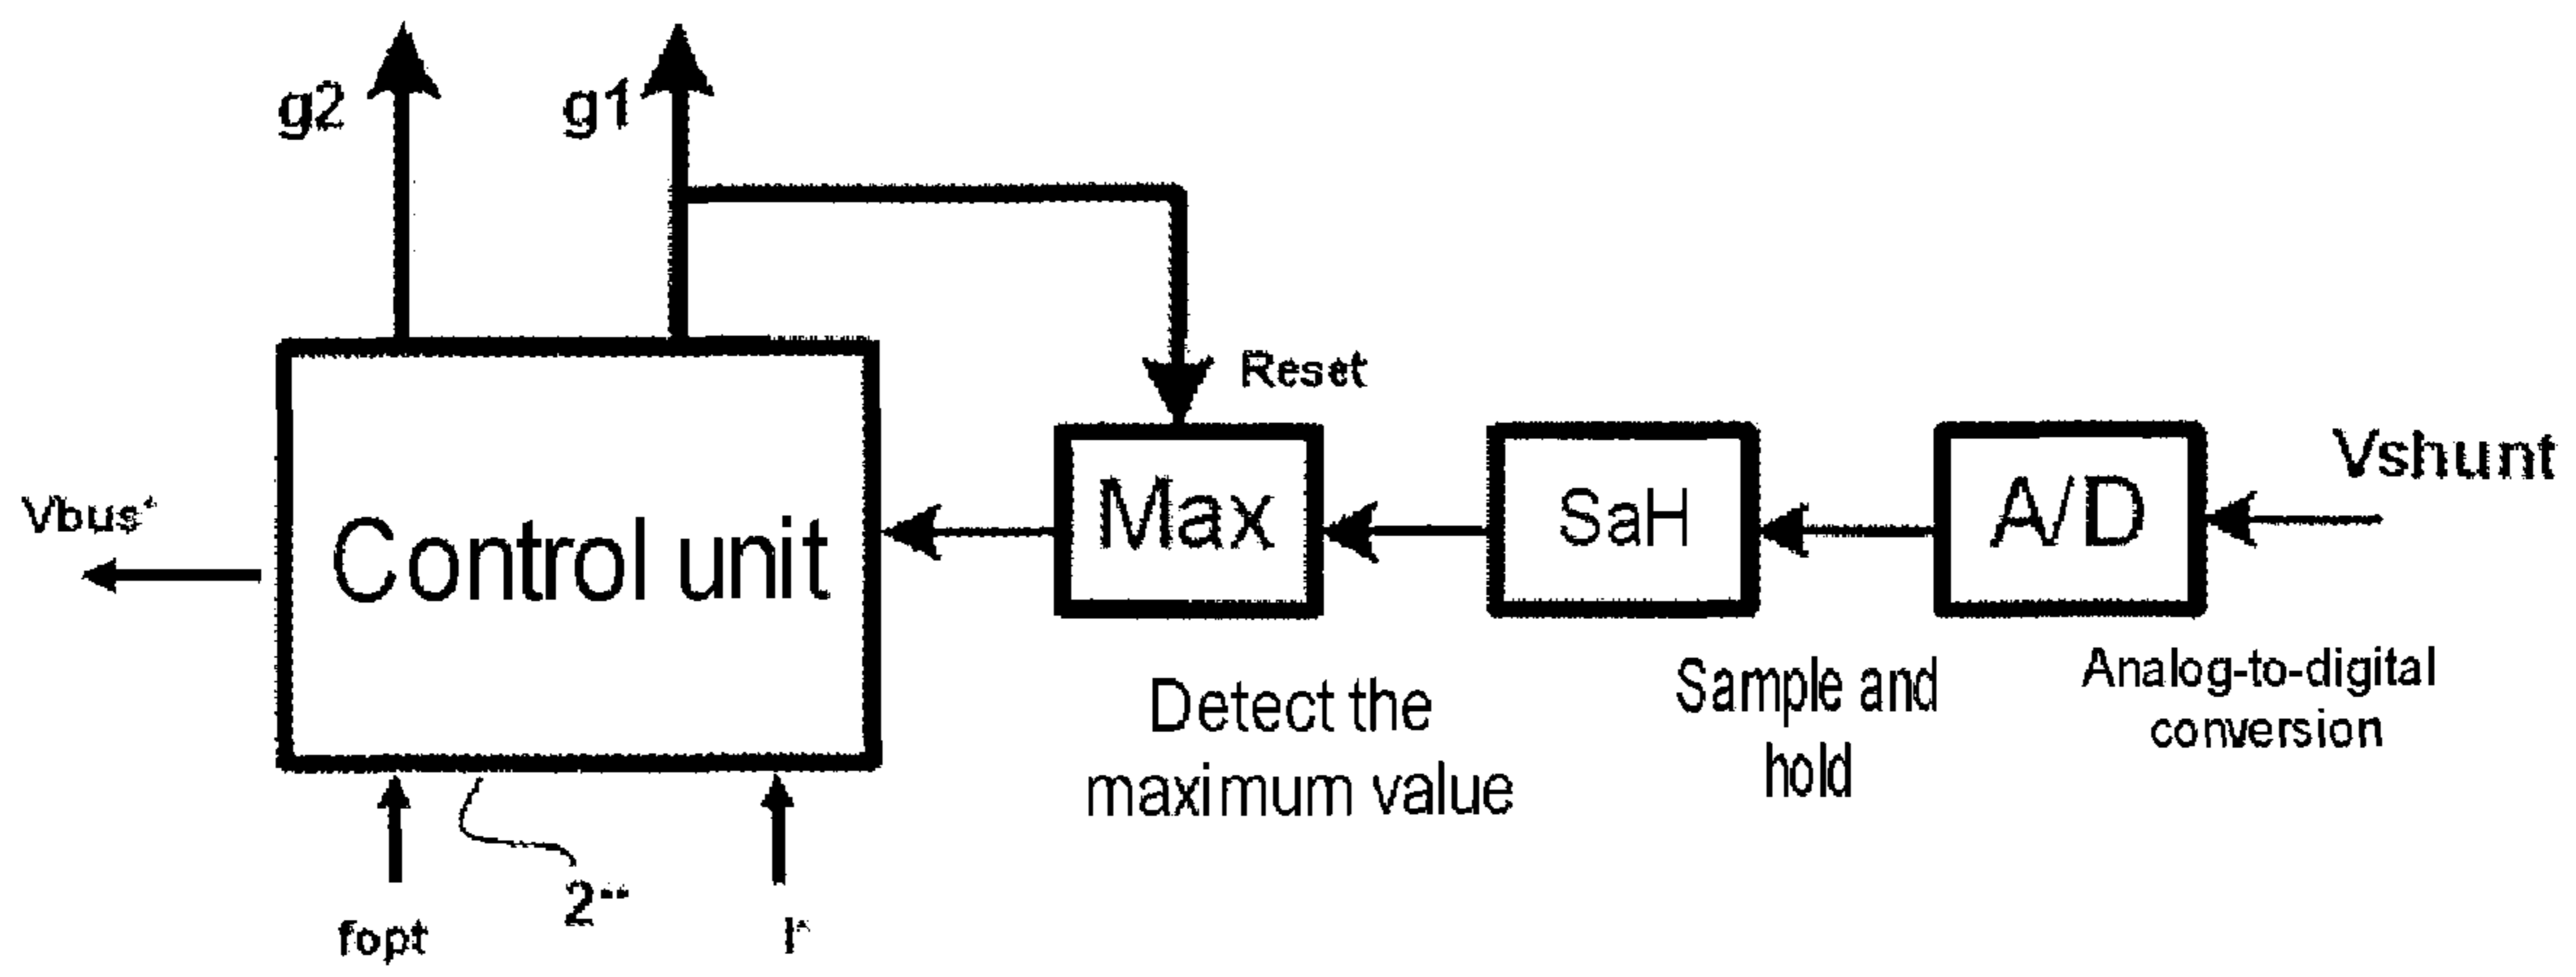 g2
g1
Reset
Vshunt
Vbus*
Control unit
Max
SaH
A/D
Detect the
maximum value
Sample and
hold
Analog-to-digital
conversion
fopt
2''
I*